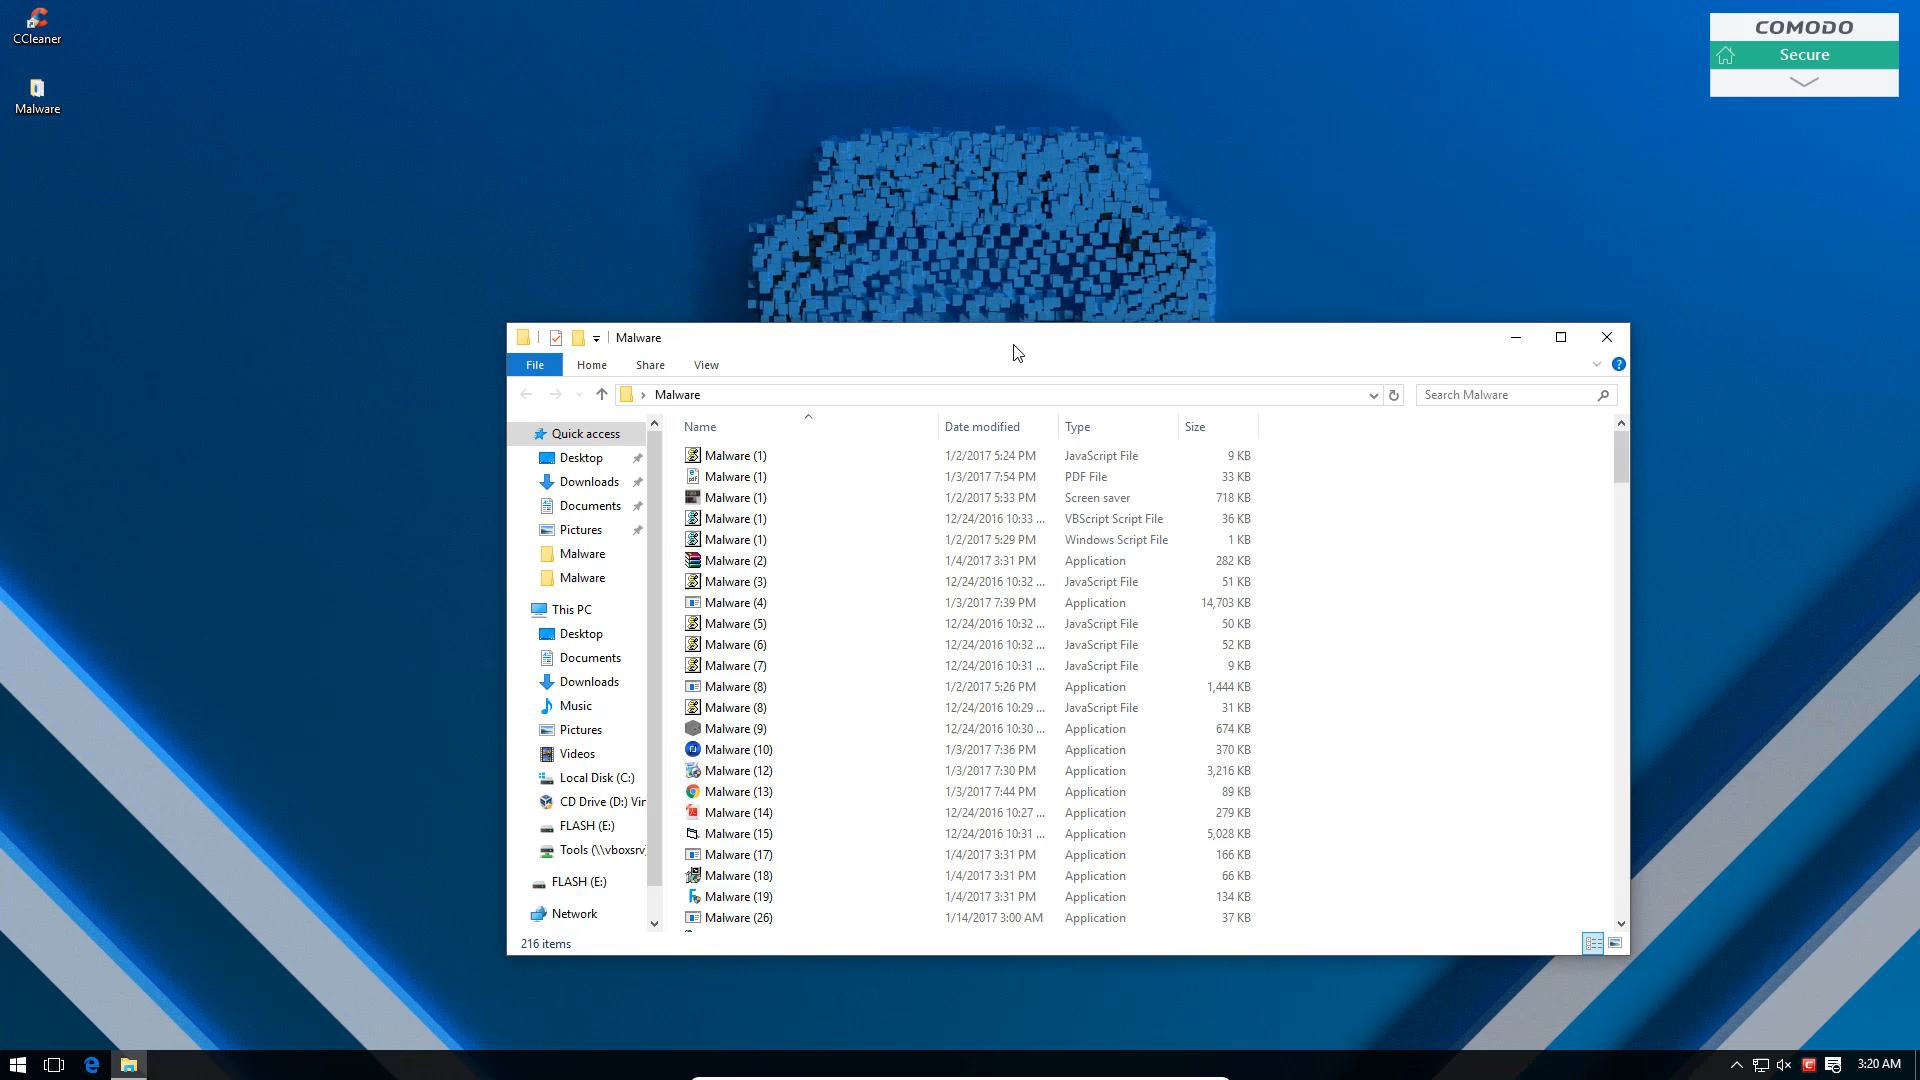 CCleaner
Malware
COMODO
Secure
Malware
File Home Share View
Malware
Search Malware
Name Date modified Type Size
Quick access
Desktop
Downloads
Documents
Pictures
Malware
Malware
This PC
Desktop
Documents
Downloads
Music
Pictures
Videos
Local Disk (C:)
CD Drive (D:) Vir
FLASH (E:)
Tools (\\vboxsrv
FLASH (E:)
Network
Malware (1) 1/2/2017 5:24 PM JavaScript File 9 KB
Malware (1) 1/3/2017 7:54 PM PDF File 33 KB
Malware (1) 1/2/2017 5:33 PM Screen saver 718 KB
Malware (1) 12/24/2016 10:33 ... VBScript Script File 36 KB
Malware (1) 1/2/2017 5:29 PM Windows Script File 1 KB
Malware (2) 1/4/2017 3:31 PM Application 282 KB
Malware (3) 12/24/2016 10:32 ... JavaScript File 51 KB
Malware (4) 1/3/2017 7:39 PM Application 14,703 KB
Malware (5) 12/24/2016 10:32 ... JavaScript File 50 KB
Malware (6) 12/24/2016 10:32 ... JavaScript File 52 KB
Malware (7) 12/24/2016 10:31 ... JavaScript File 9 KB
Malware (8) 1/2/2017 5:26 PM Application 1,444 KB
Malware (8) 12/24/2016 10:29 ... JavaScript File 31 KB
Malware (9) 12/24/2016 10:30 ... Application 674 KB
Malware (10) 1/3/2017 7:36 PM Application 370 KB
Malware (12) 1/3/2017 7:30 PM Application 3,216 KB
Malware (13) 1/3/2017 7:44 PM Application 89 KB
Malware (14) 12/24/2016 10:27 ... Application 279 KB
Malware (15) 12/24/2016 10:31 ... Application 5,028 KB
Malware (17) 1/4/2017 3:31 PM Application 166 KB
Malware (18) 1/4/2017 3:31 PM Application 66 KB
Malware (19) 1/4/2017 3:31 PM Application 134 KB
Malware (26) 1/14/2017 3:00 AM Application 37 KB
216 items
3:20 AM